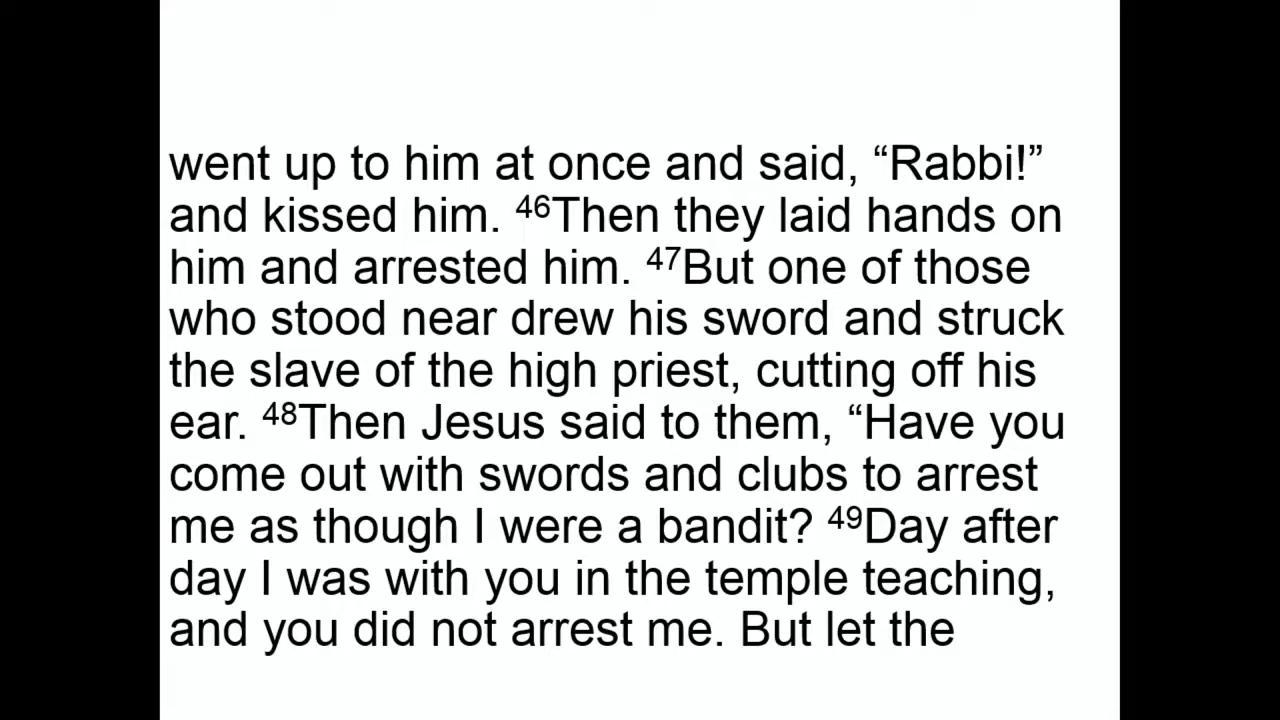 went up to him at once and said, “Rabbi!”
and kissed him. ⁴⁶Then they laid hands on
him and arrested him. ⁴⁷But one of those
who stood near drew his sword and struck
the slave of the high priest, cutting off his
ear. ⁴⁸Then Jesus said to them, “Have you
come out with swords and clubs to arrest
me as though I were a bandit? ⁴⁹Day after
day I was with you in the temple teaching,
and you did not arrest me. But let the